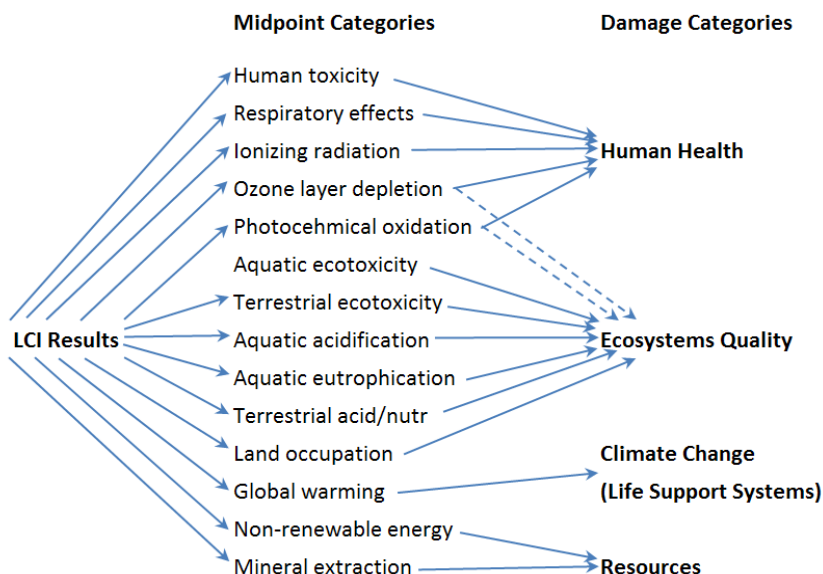 Midpoint Categories
Damage Categories
Human toxicity
Respiratory effects
Ionizing radiation
Human Health
Ozone layer depletion
Photocehmical oxidation
Aquatic ecotoxicity
Terrestrial ecotoxicity
LCI Results
Aquatic acidification
Ecosystems Quality
Aquatic eutrophication
Terrestrial acid/nutr
Land occupation
Climate Change
Global warming
(Life Support Systems)
Non-renewable energy
Mineral extraction
Resources